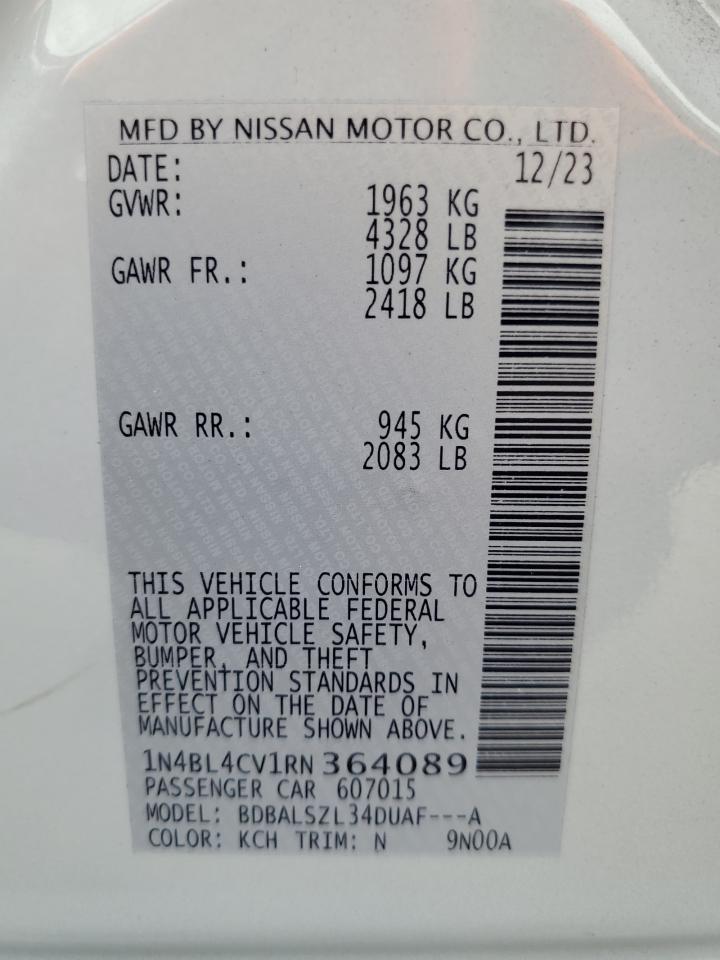 MFD BY NISSAN MOTOR CO., LTD.
DATE: 12/23
GVWR: 1963 KG
4328 LB
GAWR FR.: 1097 KG
2418 LB
GAWR RR.: 945 KG
2083 LB
THIS VEHICLE CONFORMS TO
ALL APPLICABLE FEDERAL
MOTOR VEHICLE SAFETY,
BUMPER, AND THEFT
PREVENTION STANDARDS IN
EFFECT ON THE DATE OF
MANUFACTURE SHOWN ABOVE.
1N4BL4CV1RN364089
PASSENGER CAR 607015
MODEL: BDBALSZL34DUAF---A
COLOR: KCH TRIM: N 9N00A